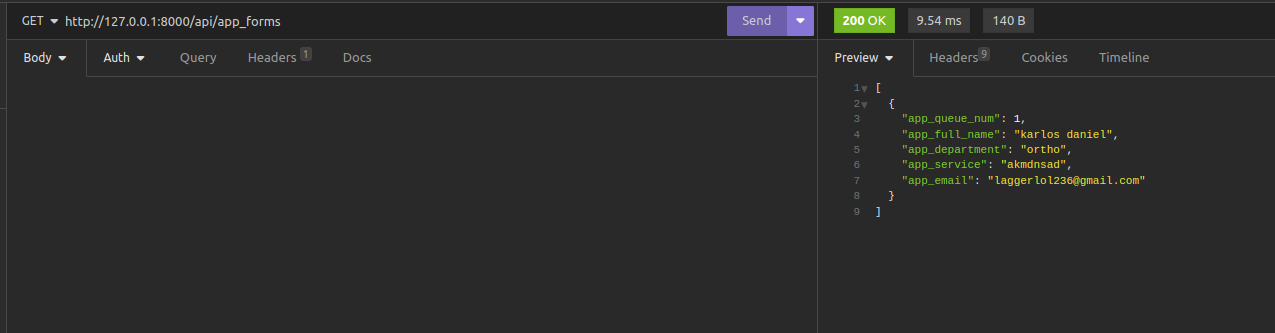 GET http://127.0.0.1:8000/api/app_forms Send 200 OK 9.54 ms 140 B
Body Auth Query Headers 1 Docs Preview Headers 9 Cookies Timeline
1 [
2 {
3 "app_queue_num": 1,
4 "app_full_name": "karlos daniel",
5 "app_department": "ortho",
6 "app_service": "akmdnsad",
7 "app_email": "laggerlol236@gmail.com"
8 }
9 ]